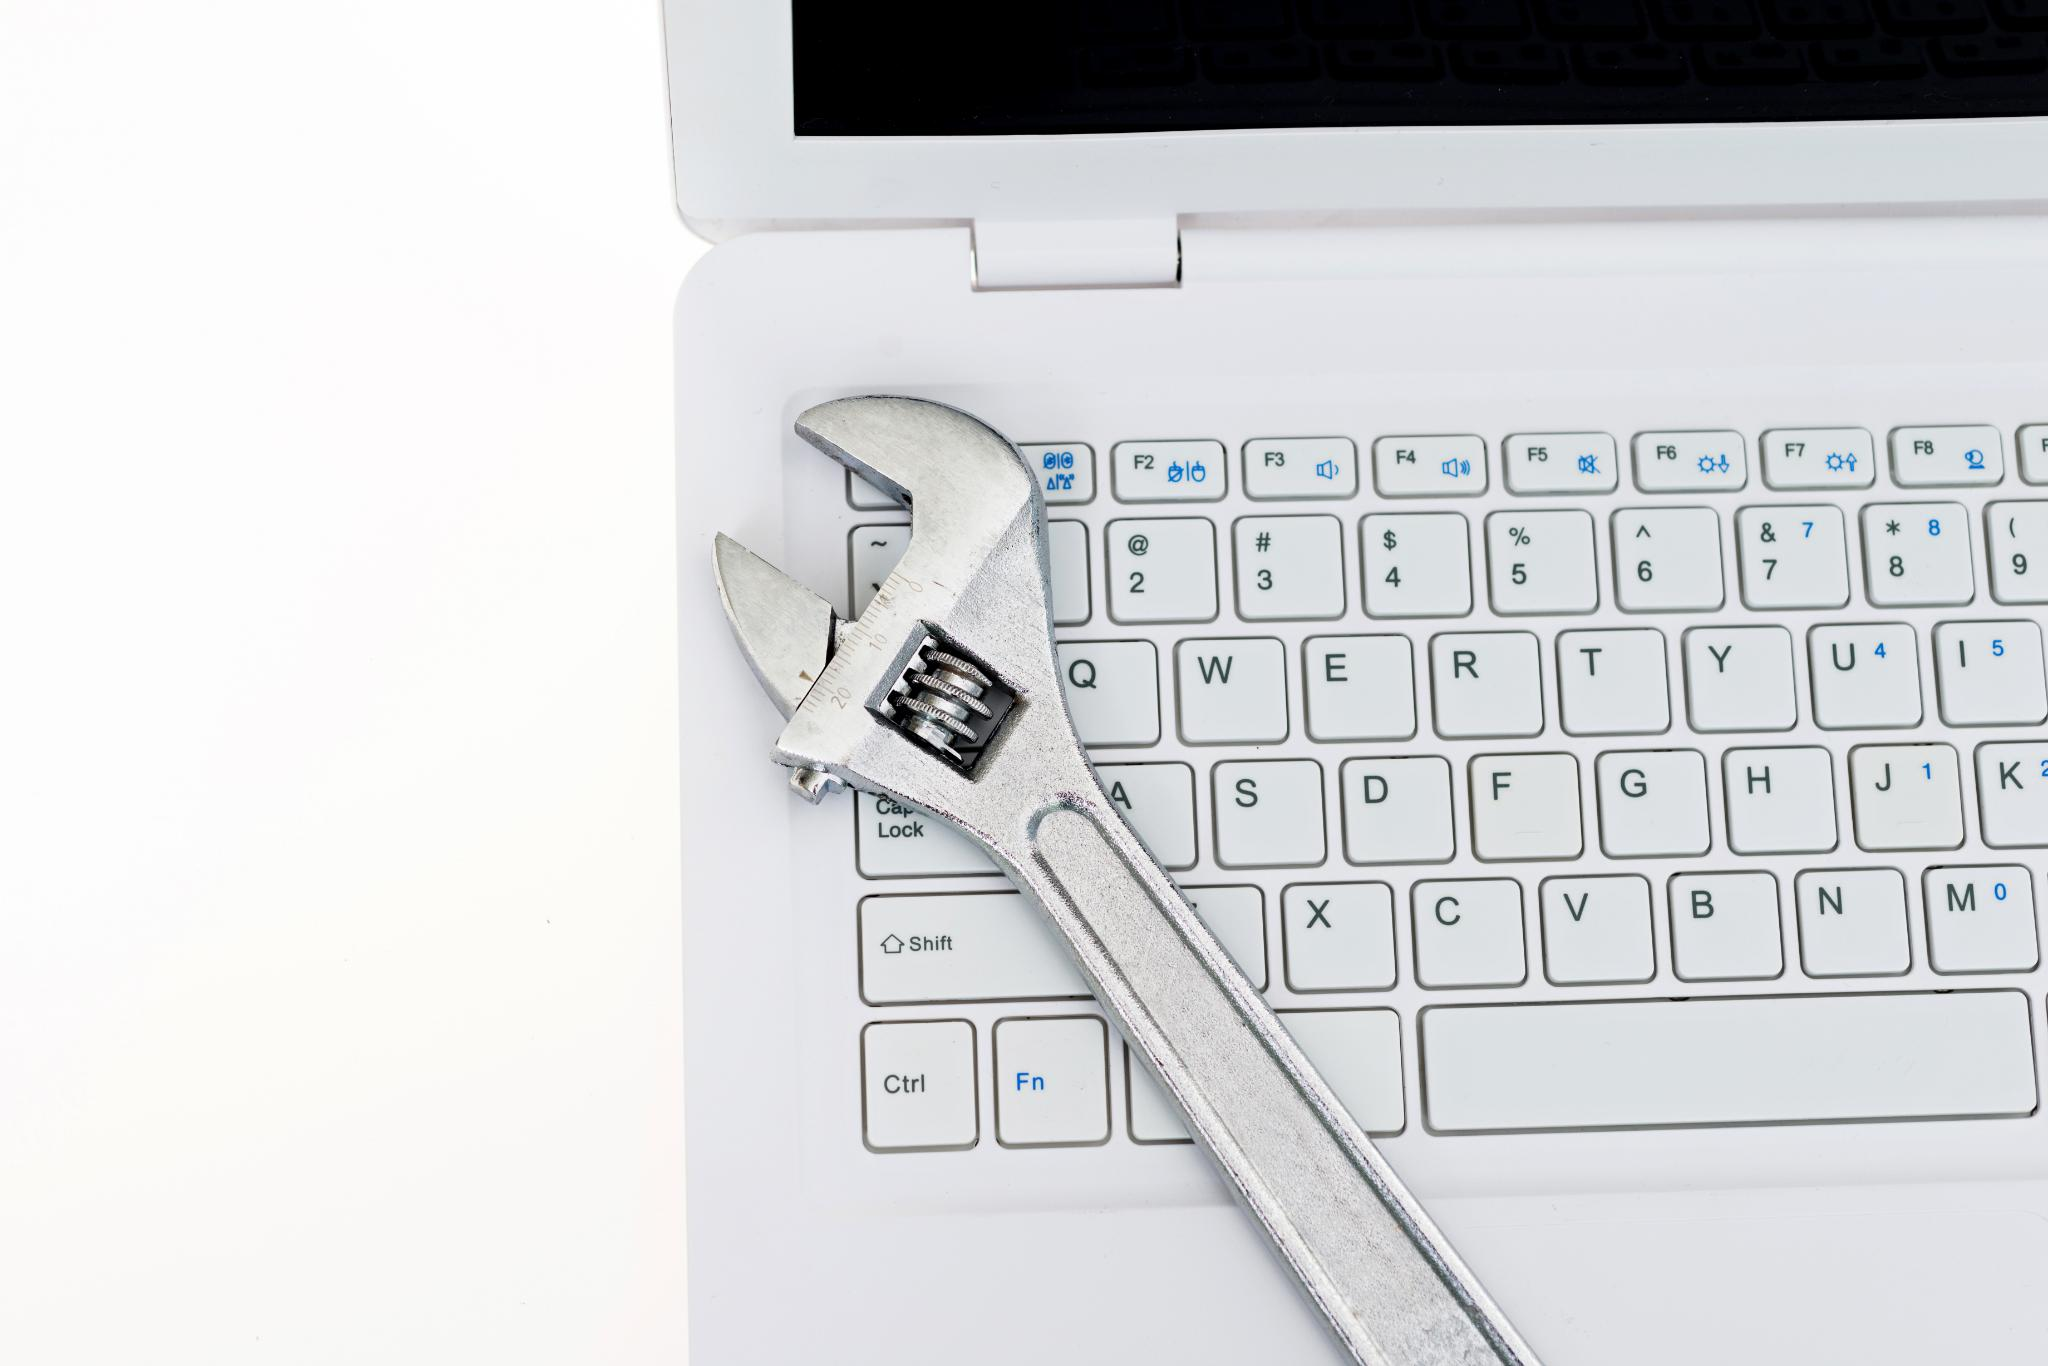 F2 F3 F4 F5 F6 F7 F8
~ @ # $ % ^ & 7 * 8 (
2 3 4 5 6 7 8 9
0
10
20
Q W E R T Y U 4 I 5
A S D F G H J 1 K 2
Lock
Shift X C V B N M 0
Ctrl Fn